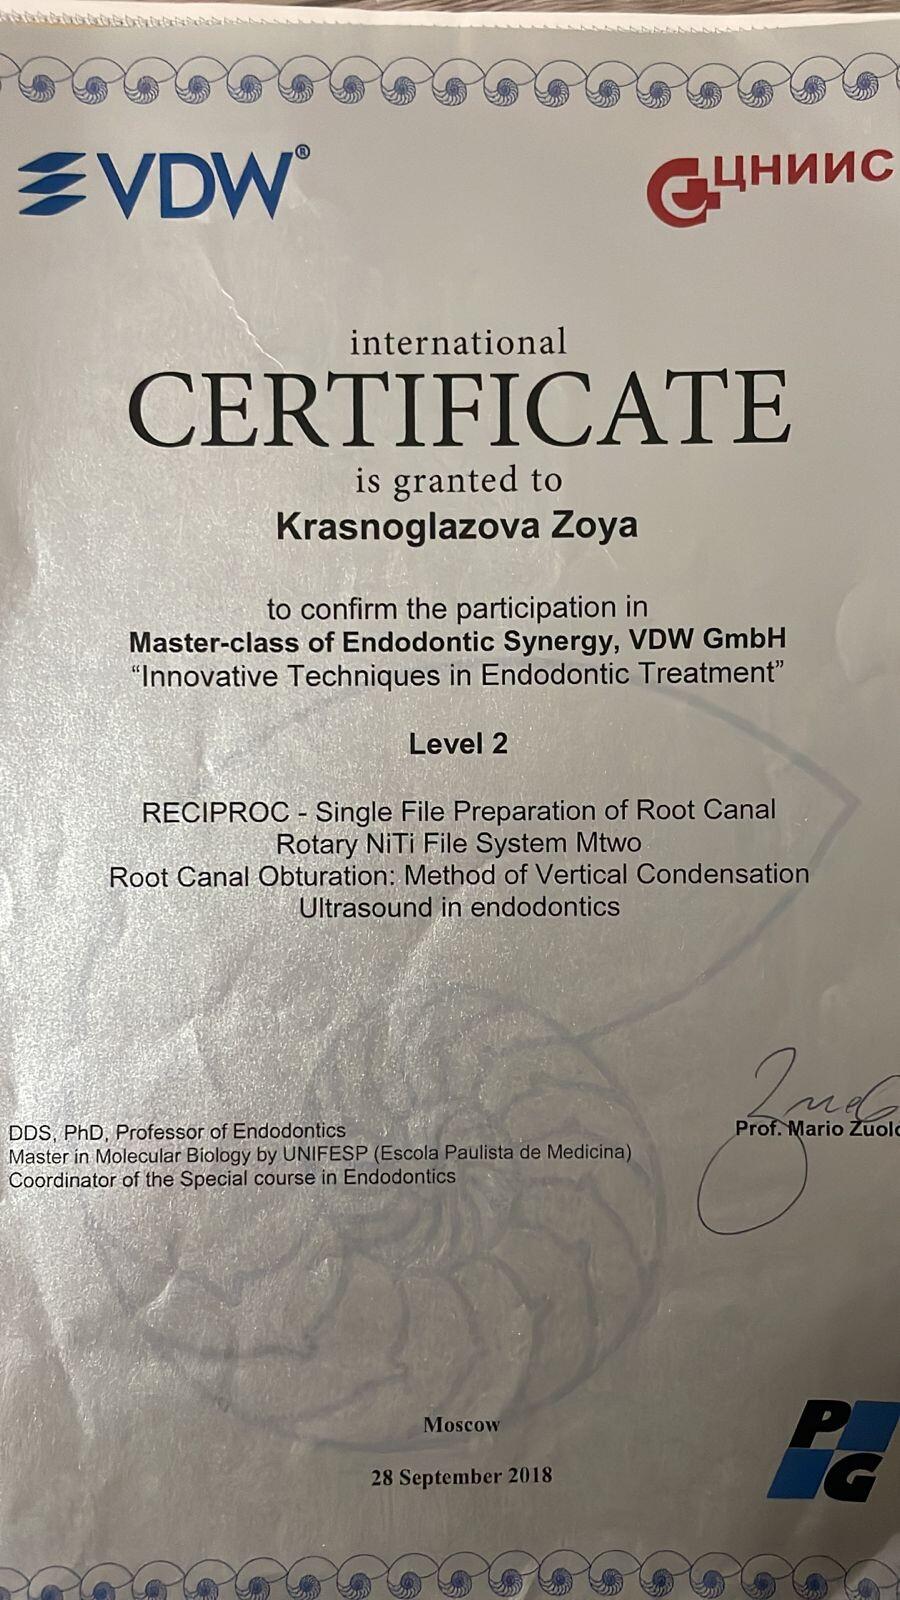 VDW®
ЦНИИС
international
CERTIFICATE
is granted to
Krasnoglazova Zoya
to confirm the participation in
Master-class of Endodontic Synergy, VDW GmbH
“Innovative Techniques in Endodontic Treatment”
Level 2
RECIPROC - Single File Preparation of Root Canal
Rotary NiTi File System Mtwo
Root Canal Obturation: Method of Vertical Condensation
Ultrasound in endodontics
DDS, PhD, Professor of Endodontics
Master in Molecular Biology by UNIFESP (Escola Paulista de Medicina)
Coordinator of the Special course in Endodontics
Prof. Mario Zuolo
Moscow
28 September 2018
PG